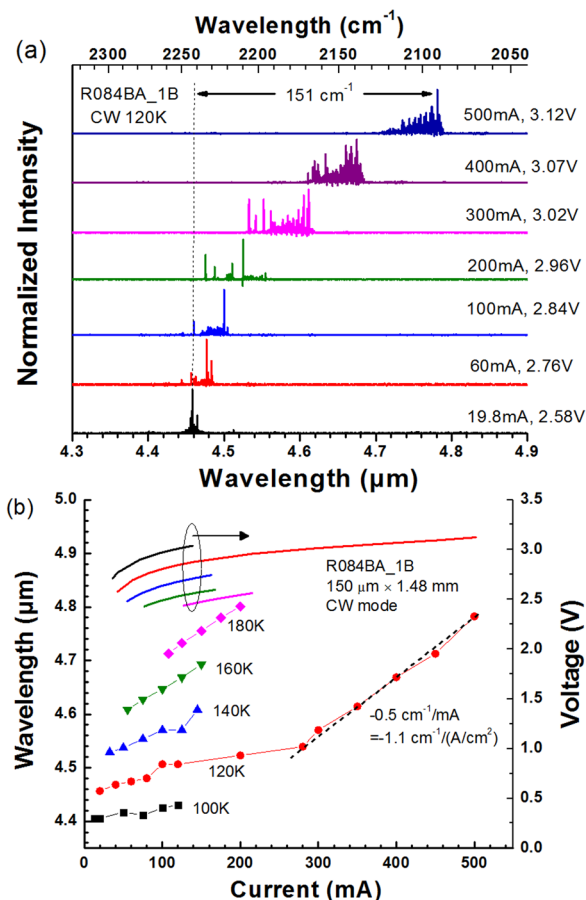 (a)
Wavelength (cm⁻¹)
2300 2250 2200 2150 2100 2040
R084BA_1B
CW 120K
151 cm⁻¹
500mA, 3.12V
400mA, 3.07V
300mA, 3.02V
200mA, 2.96V
100mA, 2.84V
60mA, 2.76V
19.8mA, 2.58V
Normalized Intensity
4.3 4.4 4.5 4.6 4.7 4.8 4.9
Wavelength (μm)
(b)
5.0 4.9 4.8 4.7 4.6 4.5 4.4
Wavelength (μm)
3.5 3.0 2.5 2.0 1.5 1.0 0.5 0.0
Voltage (V)
R084BA_1B
150 μm × 1.48 mm
CW mode
180K
160K
140K
120K
100K
-0.5 cm⁻¹/mA
=-1.1 cm⁻¹/(A/cm²)
0 100 200 300 400 500
Current (mA)